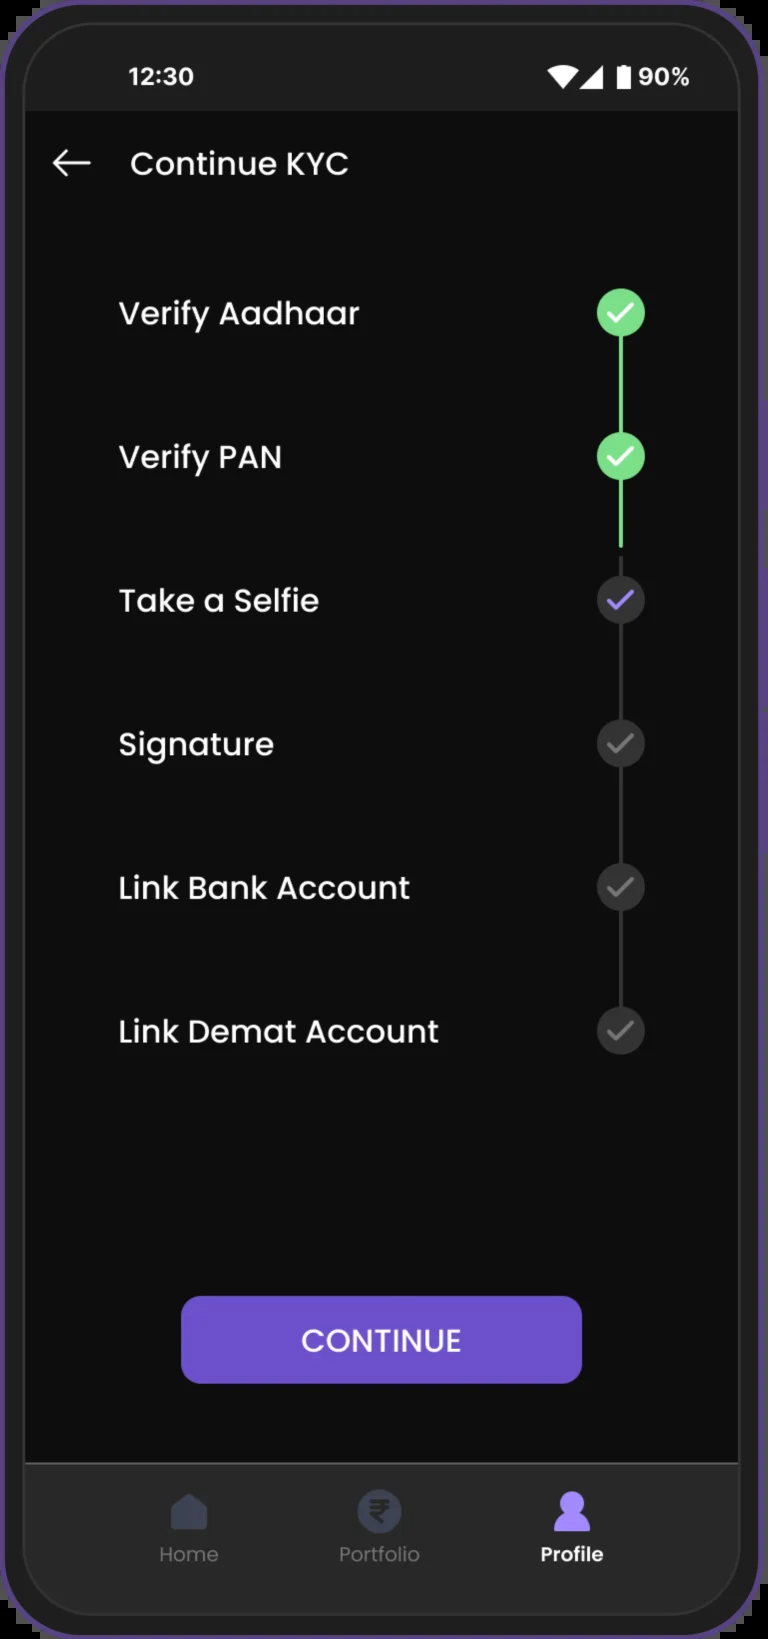 12:30
90%
Continue KYC
Verify Aadhaar
Verify PAN
Take a Selfie
Signature
Link Bank Account
Link Demat Account
CONTINUE
₹
Home
Portfolio
Profile